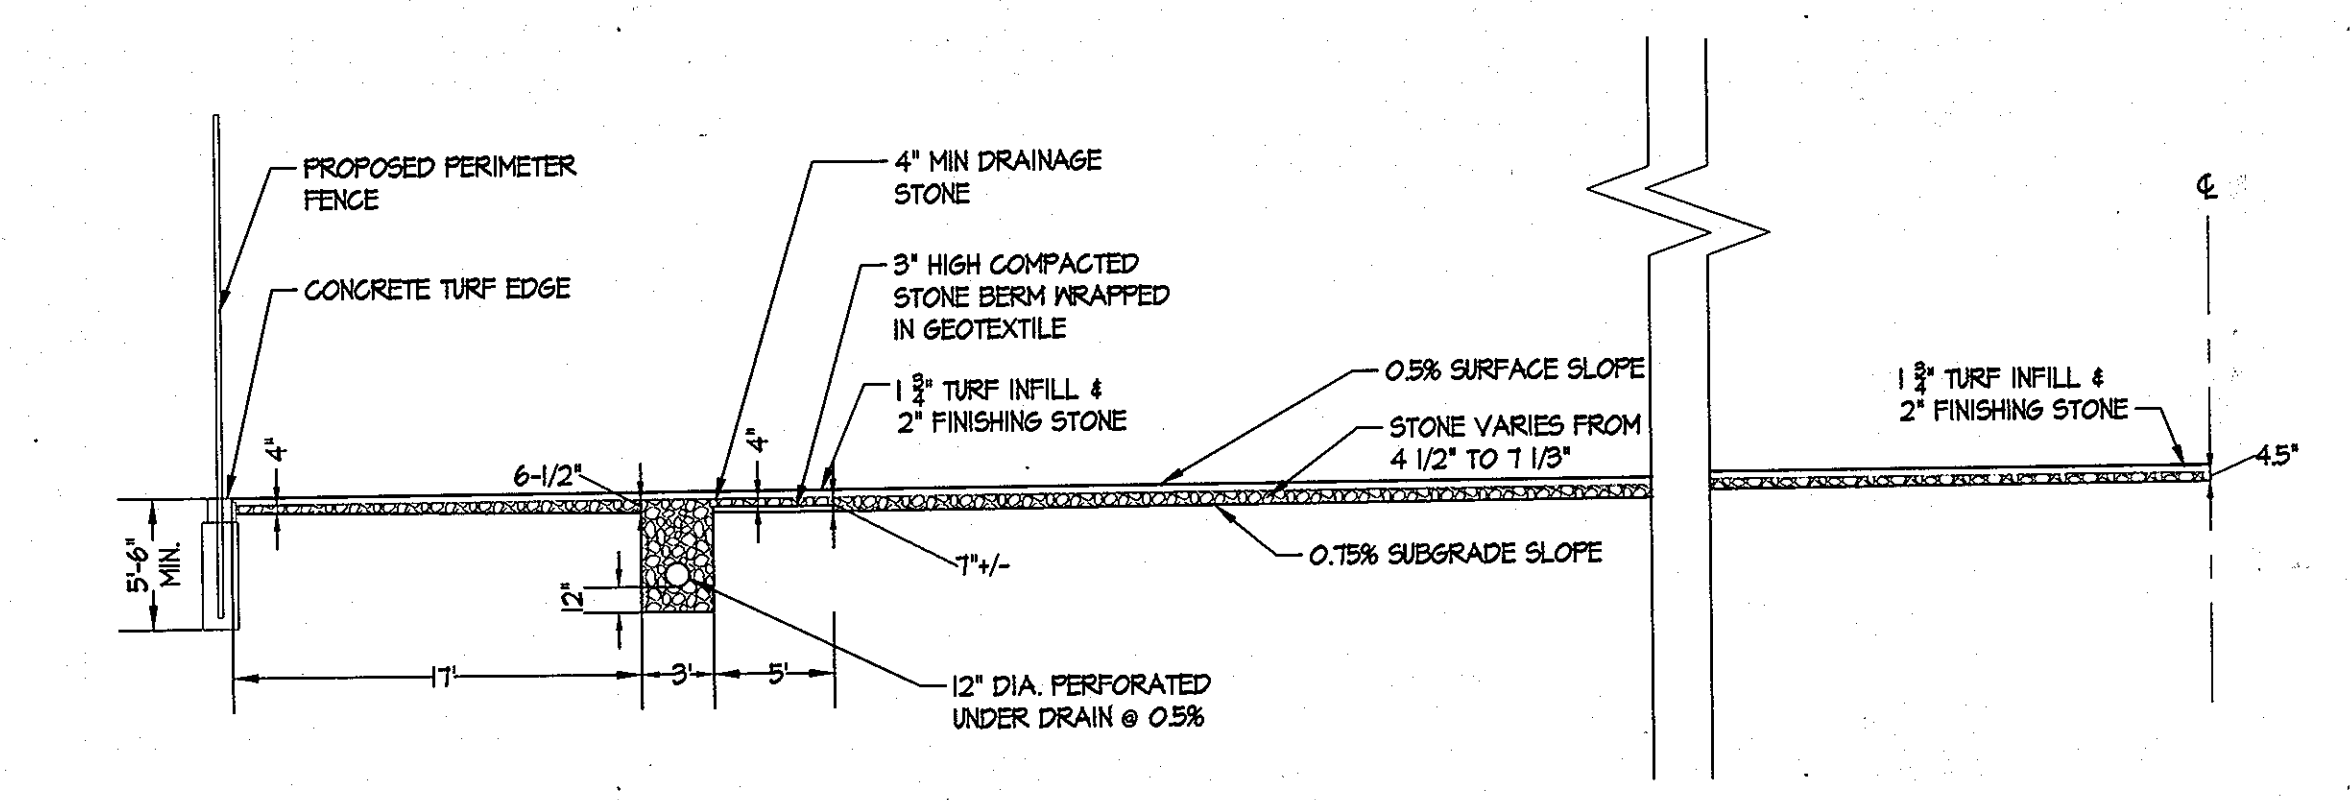 PROPOSED PERIMETER
FENCE
CONCRETE TURF EDGE
4" MIN DRAINAGE
STONE
3" HIGH COMPACTED
STONE BERM WRAPPED
IN GEOTEXTILE
1 3/4" TURF INFILL &
2" FINISHING STONE
0.5% SURFACE SLOPE
STONE VARIES FROM
4 1/2" TO 7 1/3"
0.75% SUBGRADE SLOPE
℄
1 3/4" TURF INFILL &
2" FINISHING STONE
4.5"
4"
6-1/2"
4"
7"+/-
5'-6"
MIN.
12"
17'
3'
5'
12" DIA. PERFORATED
UNDER DRAIN @ 0.5%